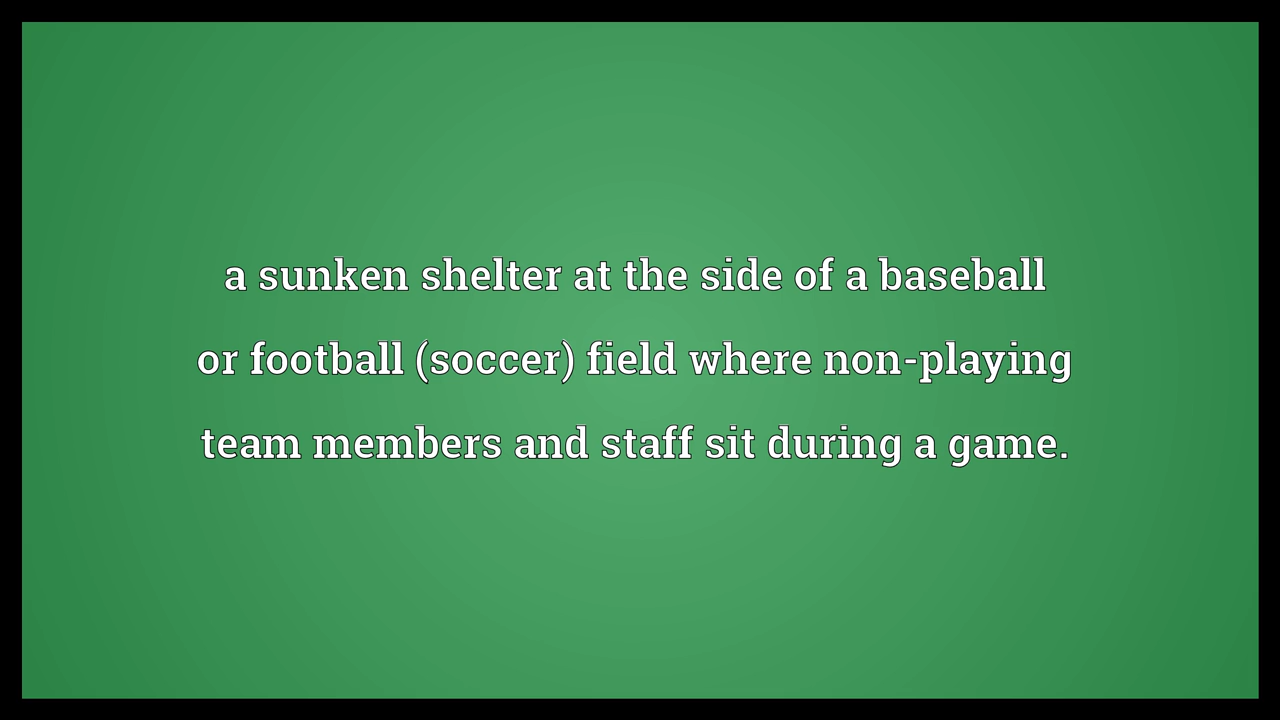 a sunken shelter at the side of a baseball
or football (soccer) field where non-playing
team members and staff sit during a game.